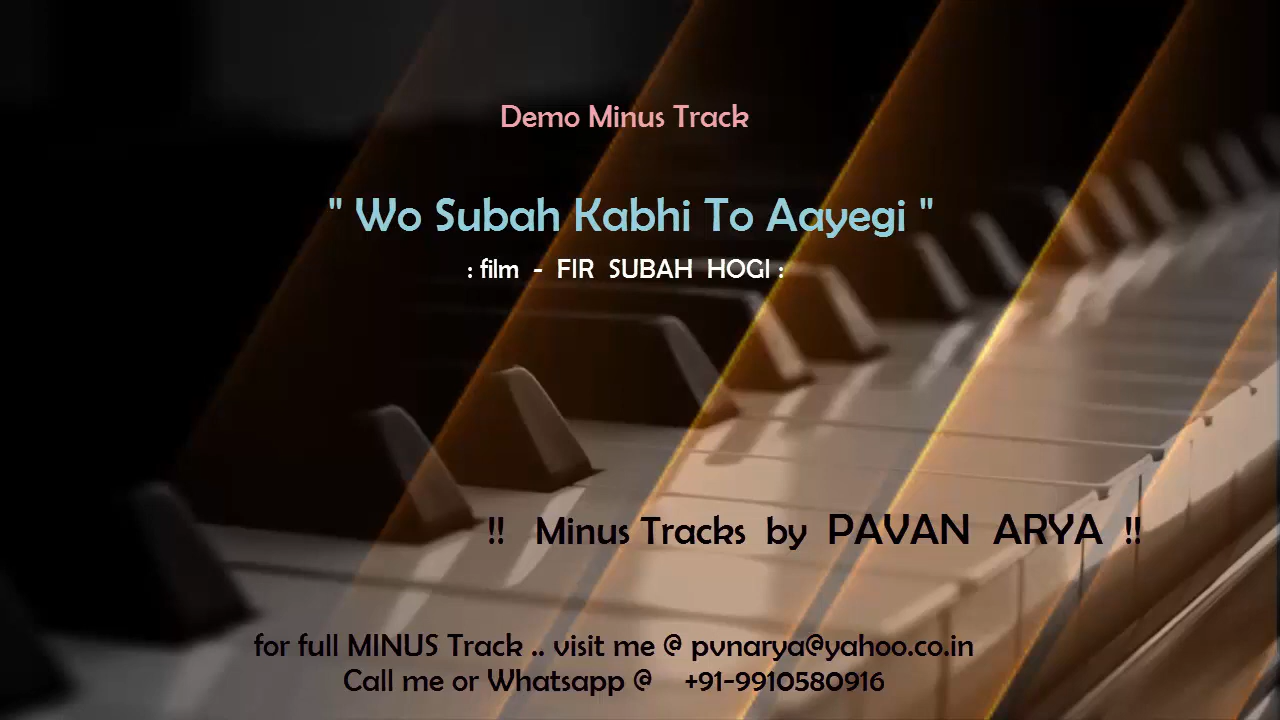 Demo Minus Track
" Wo Subah Kabhi To Aayegi "
: film - FIR SUBAH HOGI :
!! Minus Tracks by PAVAN ARYA !!
for full MINUS Track .. visit me @ pvnarya@yahoo.co.in
Call me or Whatsapp @ +91-9910580916